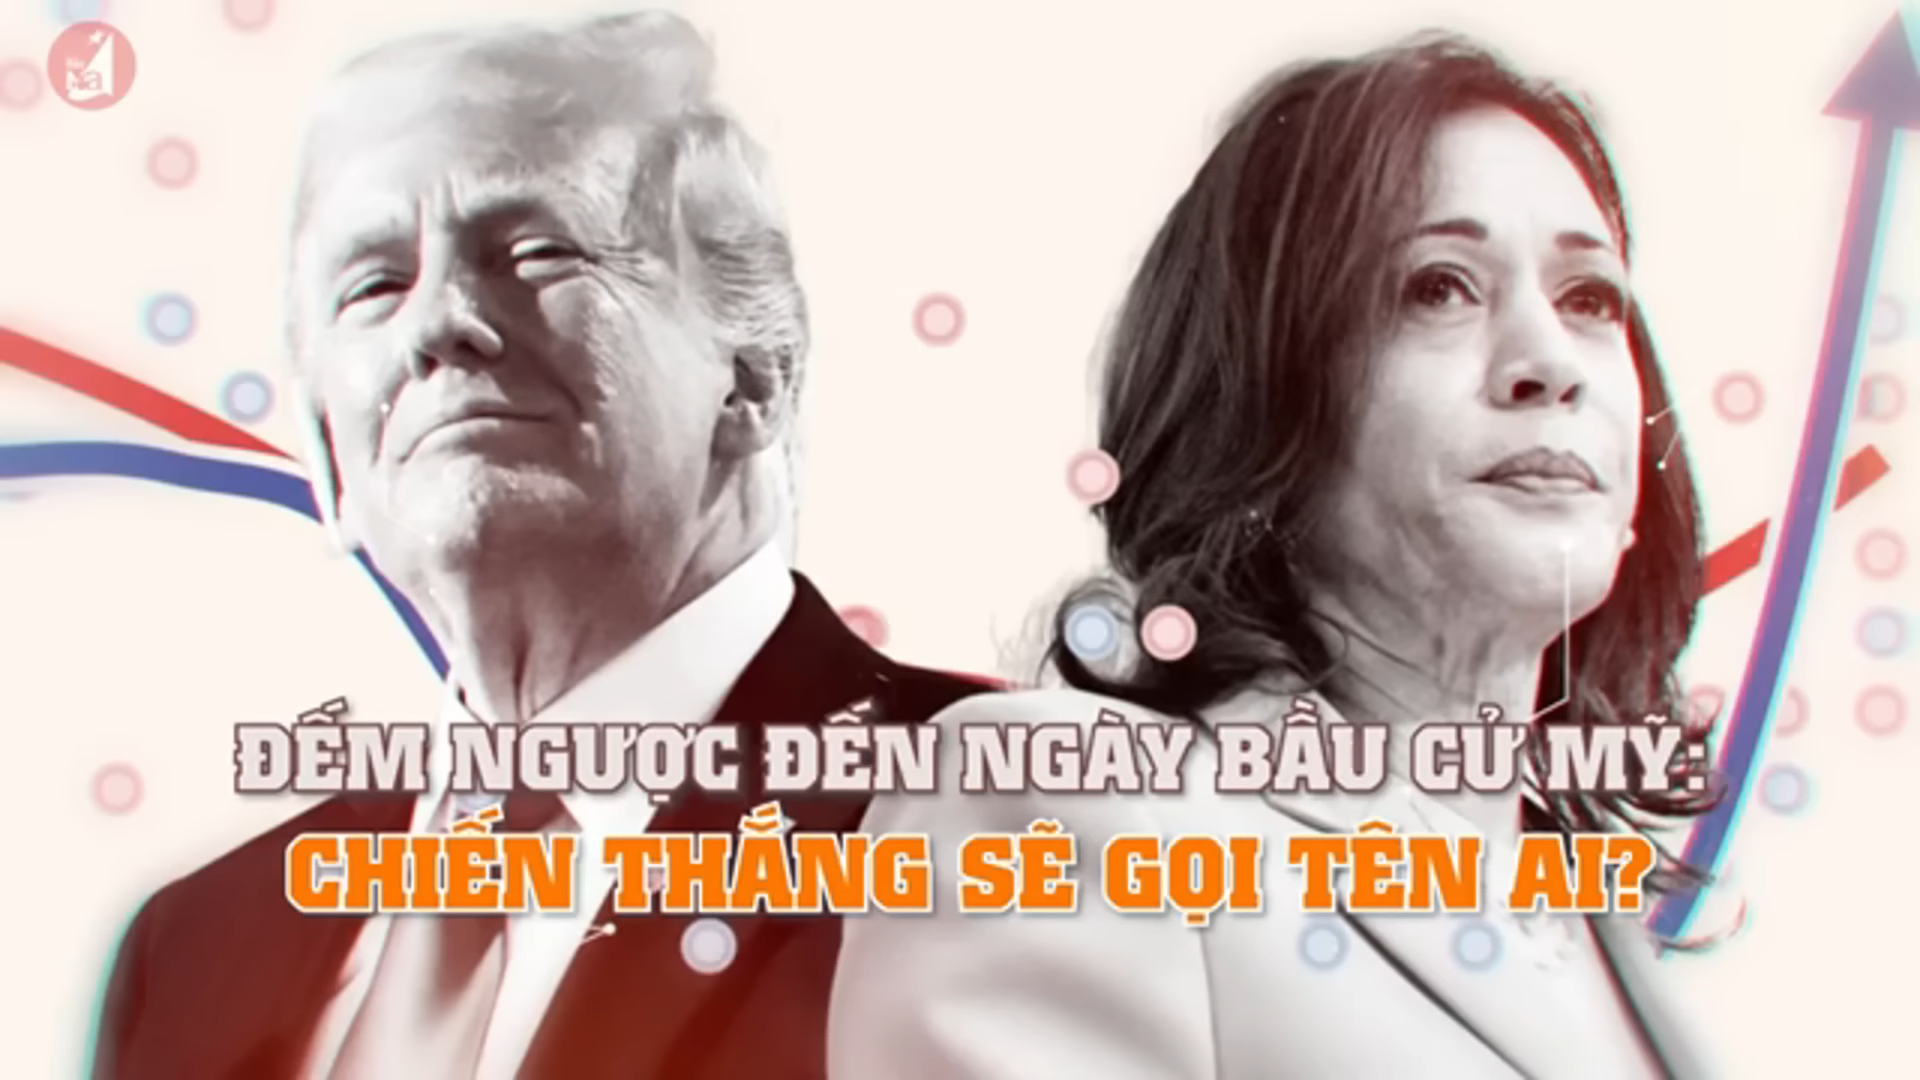 ĐẾM NGƯỢC ĐẾN NGÀY BẦU CỬ MỸ:
CHIẾN THẮNG SẼ GỌI TÊN AI?